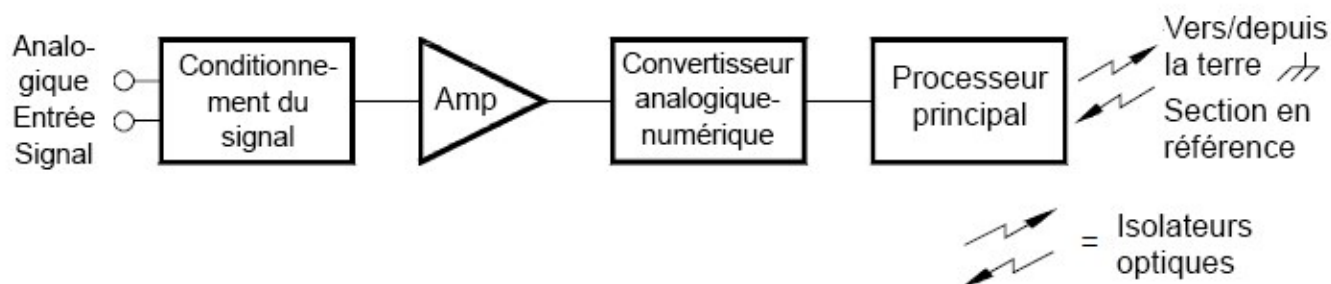 Analo-
gique
Entrée
Signal
Conditionne-
ment du
signal
Amp
Convertisseur
analogique-
numérique
Processeur
principal
Vers/depuis
la terre
Section en
référence
= Isolateurs
optiques